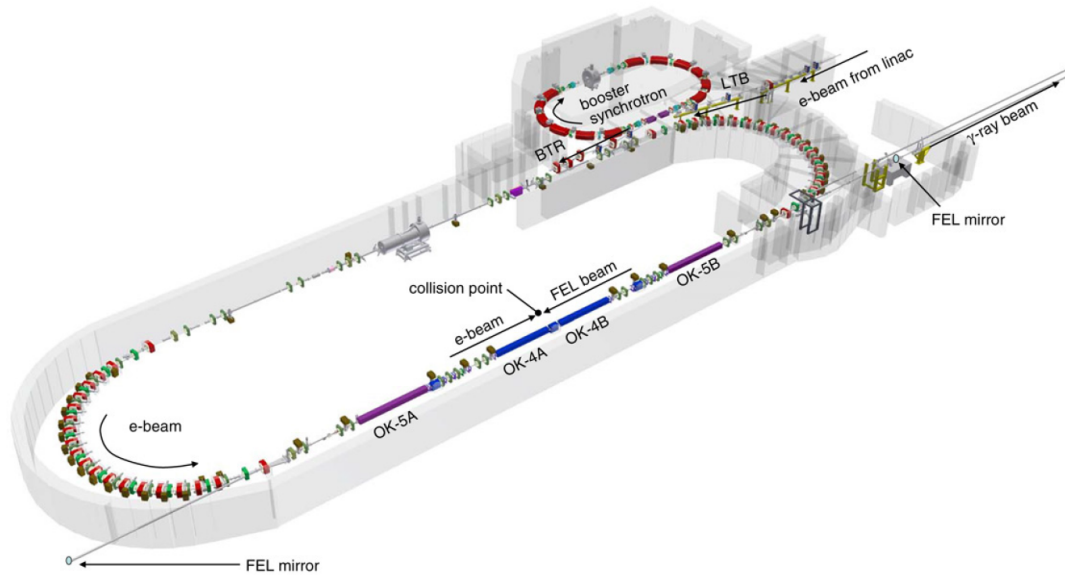 LTB
e-beam from linac
booster
synchrotron
BTR
γ-ray beam
FEL mirror
OK-5B
FEL beam
collision point
e-beam
OK-4B
OK-4A
OK-5A
e-beam
FEL mirror